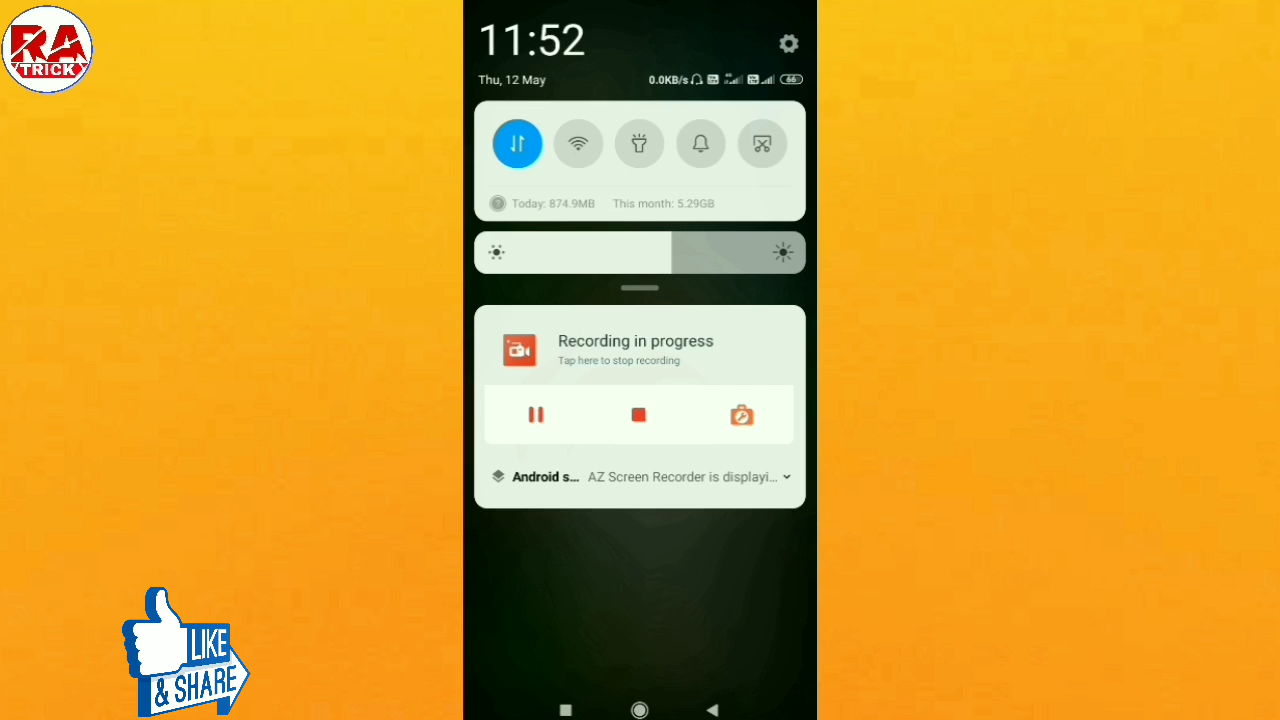 RA
TRICK
11:52
Thu, 12 May
0.0KB/s
66
Today: 874.9MB This month: 5.29GB
Recording in progress
Tap here to stop recording
Android s... AZ Screen Recorder is displayi...
LIKE
& SHARE